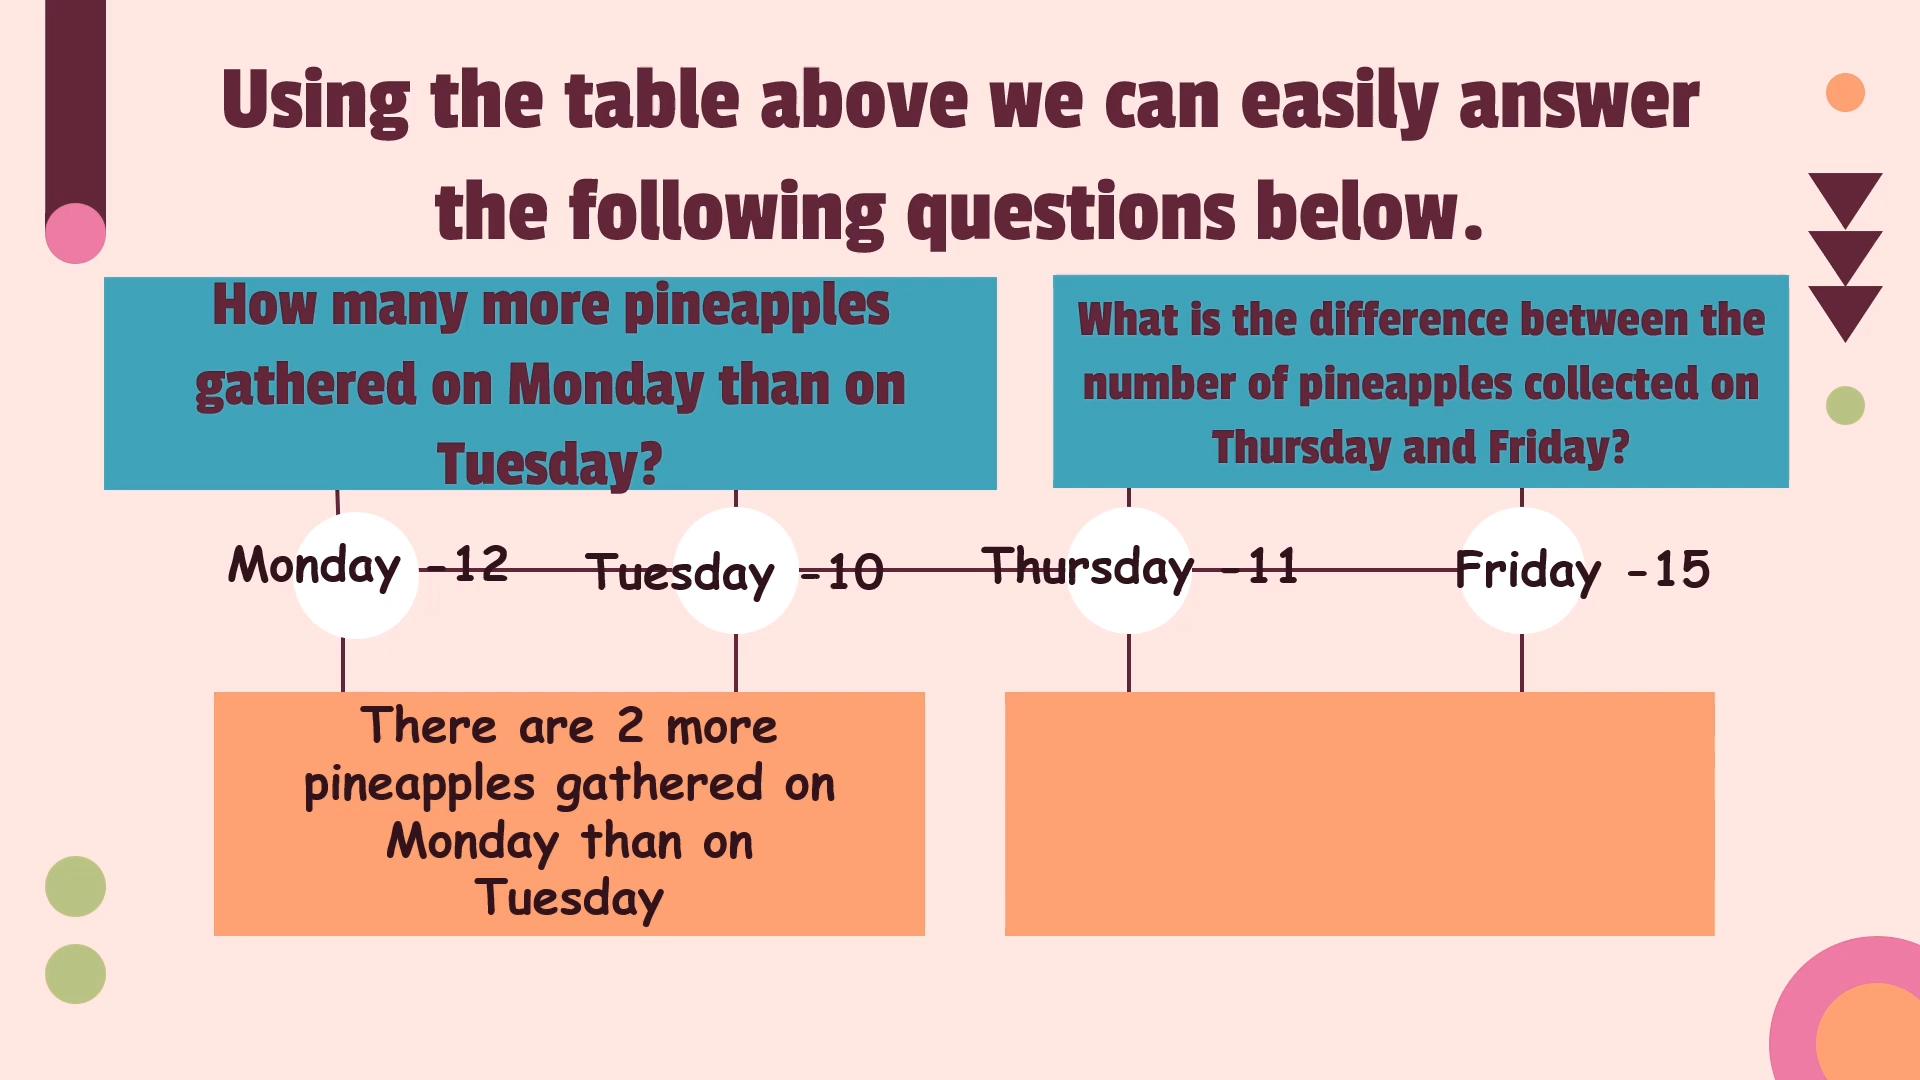 Using the table above we can easily answer
the following questions below.
How many more pineapples
gathered on Monday than on
Tuesday?
What is the difference between the
number of pineapples collected on
Thursday and Friday?
Monday -12
Tuesday -10
Thursday -11
Friday -15
There are 2 more
pineapples gathered on
Monday than on
Tuesday